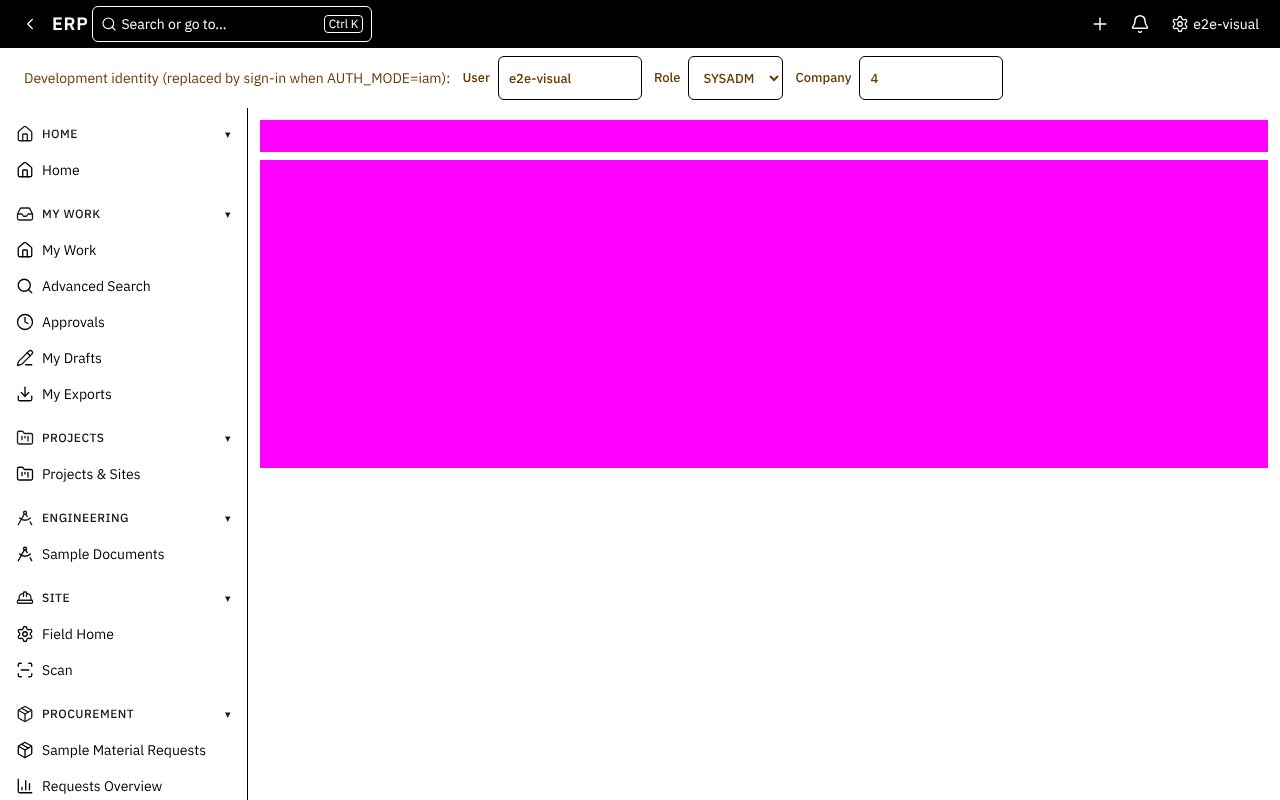 ERP Search or go to... Ctrl K e2e-visual
Development identity (replaced by sign-in when AUTH_MODE=iam): User e2e-visual Role SYSADM Company 4
HOME
Home
MY WORK
My Work
Advanced Search
Approvals
My Drafts
My Exports
PROJECTS
Projects & Sites
ENGINEERING
Sample Documents
SITE
Field Home
Scan
PROCUREMENT
Sample Material Requests
Requests Overview